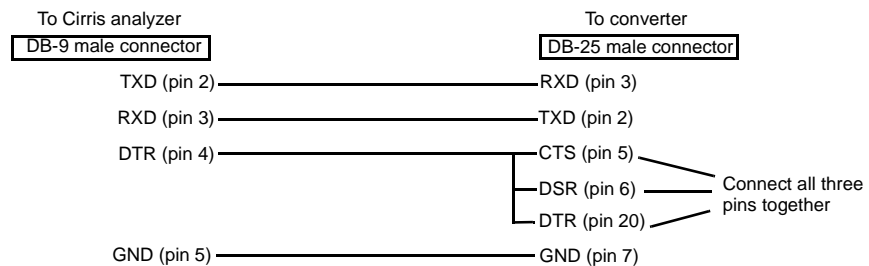 To Cirris analyzer To converter
DB-9 male connector DB-25 male connector
TXD (pin 2) RXD (pin 3)
RXD (pin 3) TXD (pin 2)
DTR (pin 4) CTS (pin 5)
DSR (pin 6) Connect all three
pins together
DTR (pin 20)
GND (pin 5) GND (pin 7)